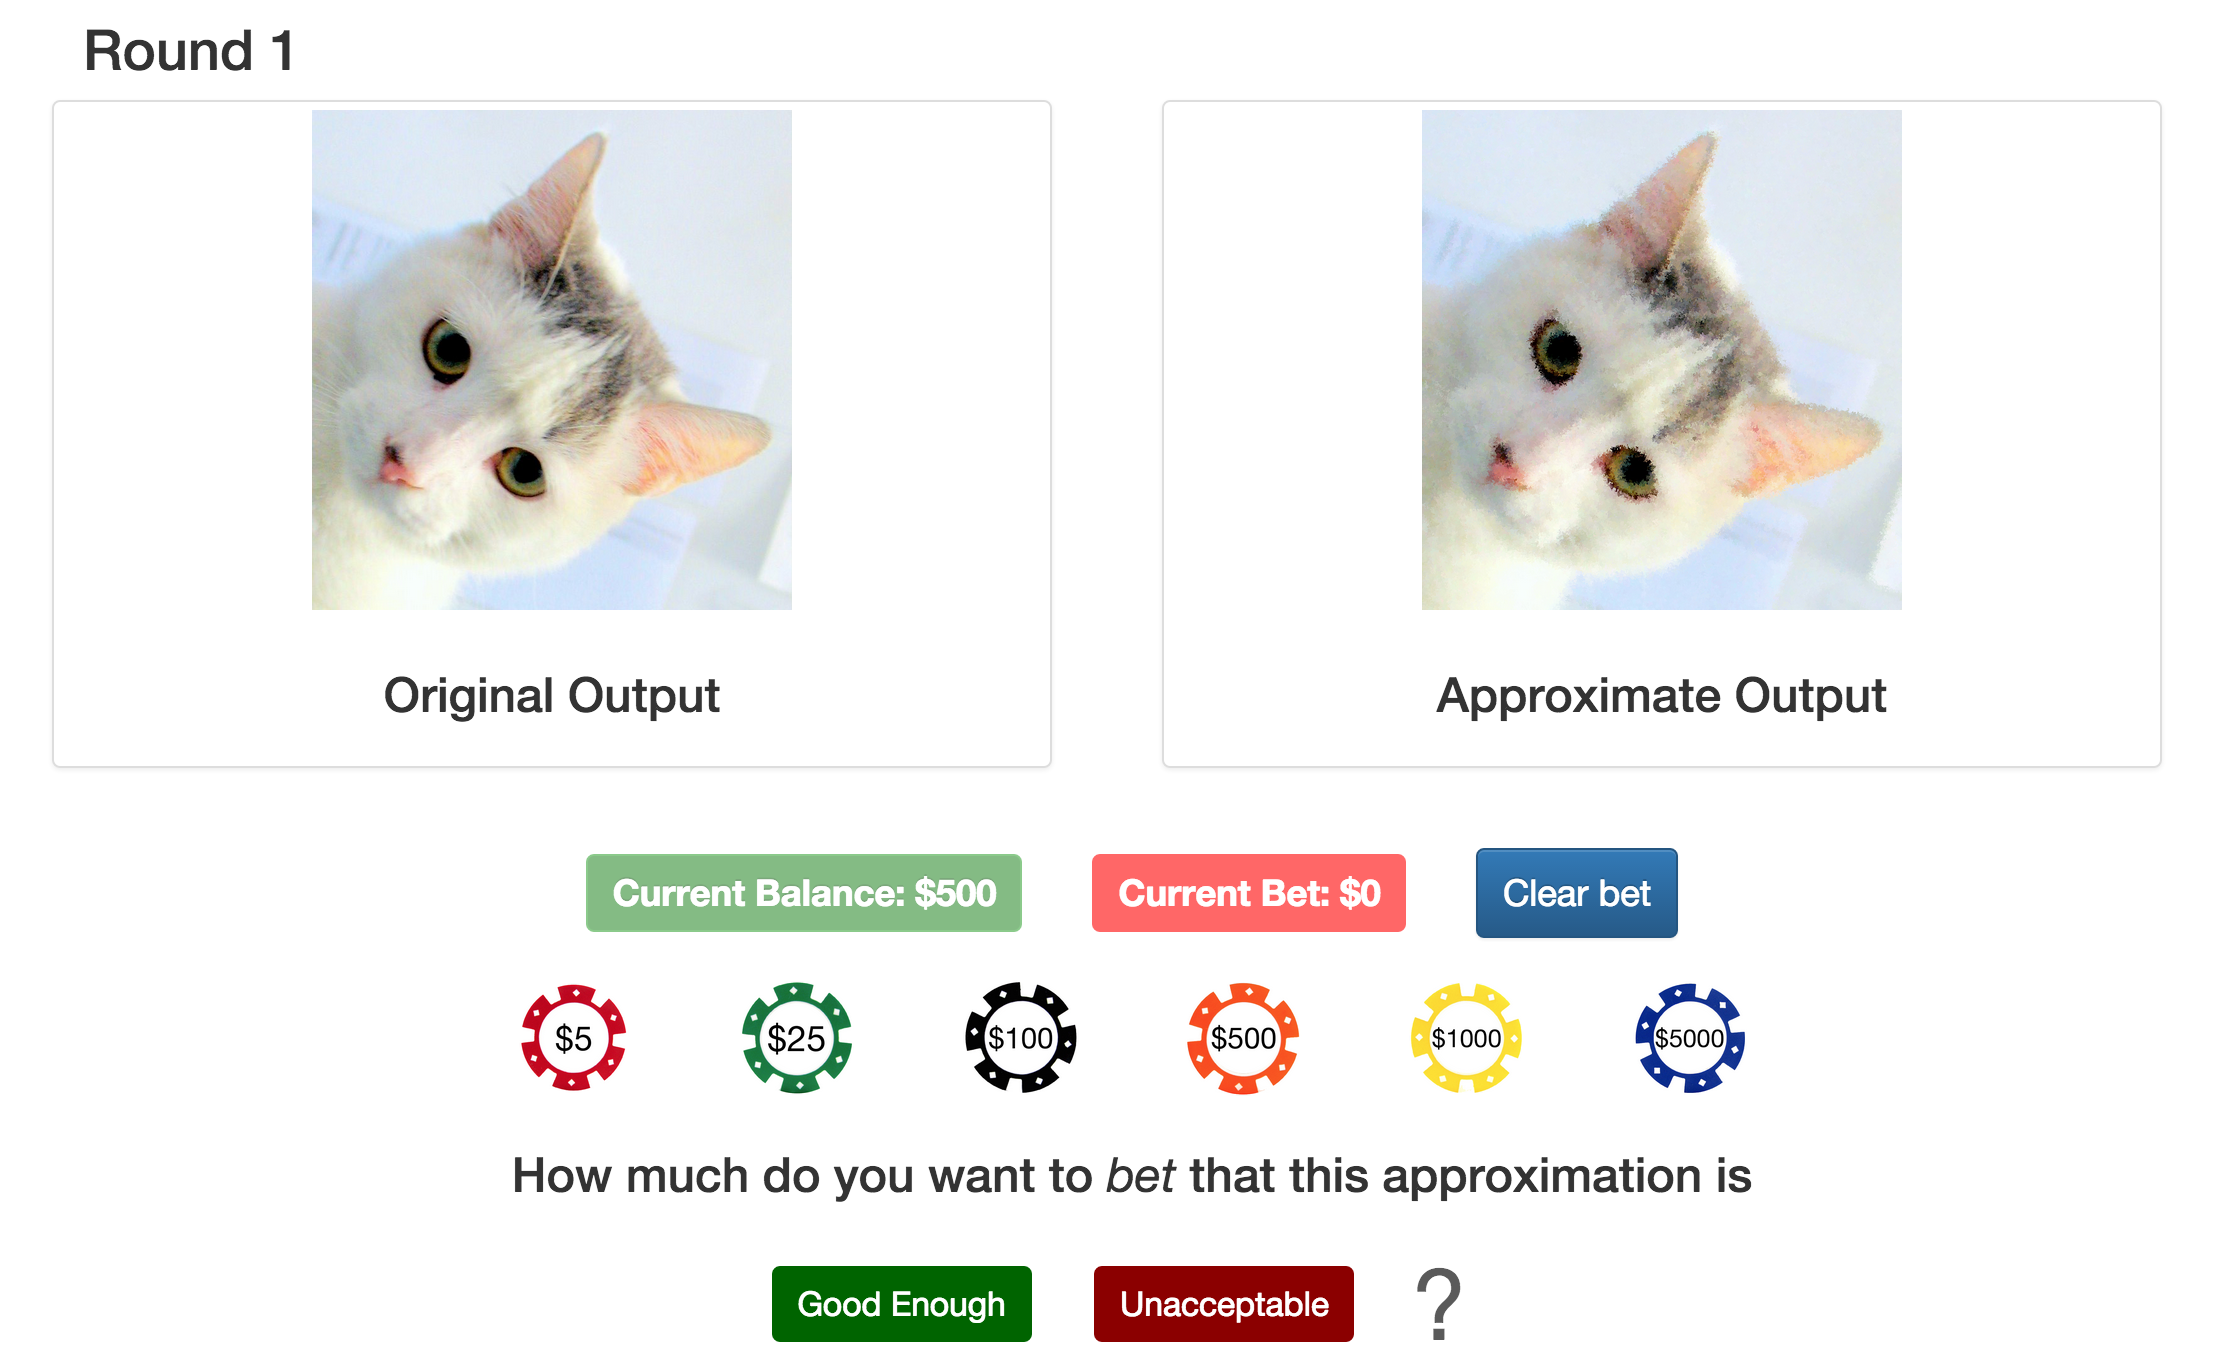 Round 1
Original Output
Approximate Output
Current Balance: $500
Current Bet: $0
Clear bet
$5
$25
$100
$500
$1000
$5000
How much do you want to bet that this approximation is
Good Enough
Unacceptable
?